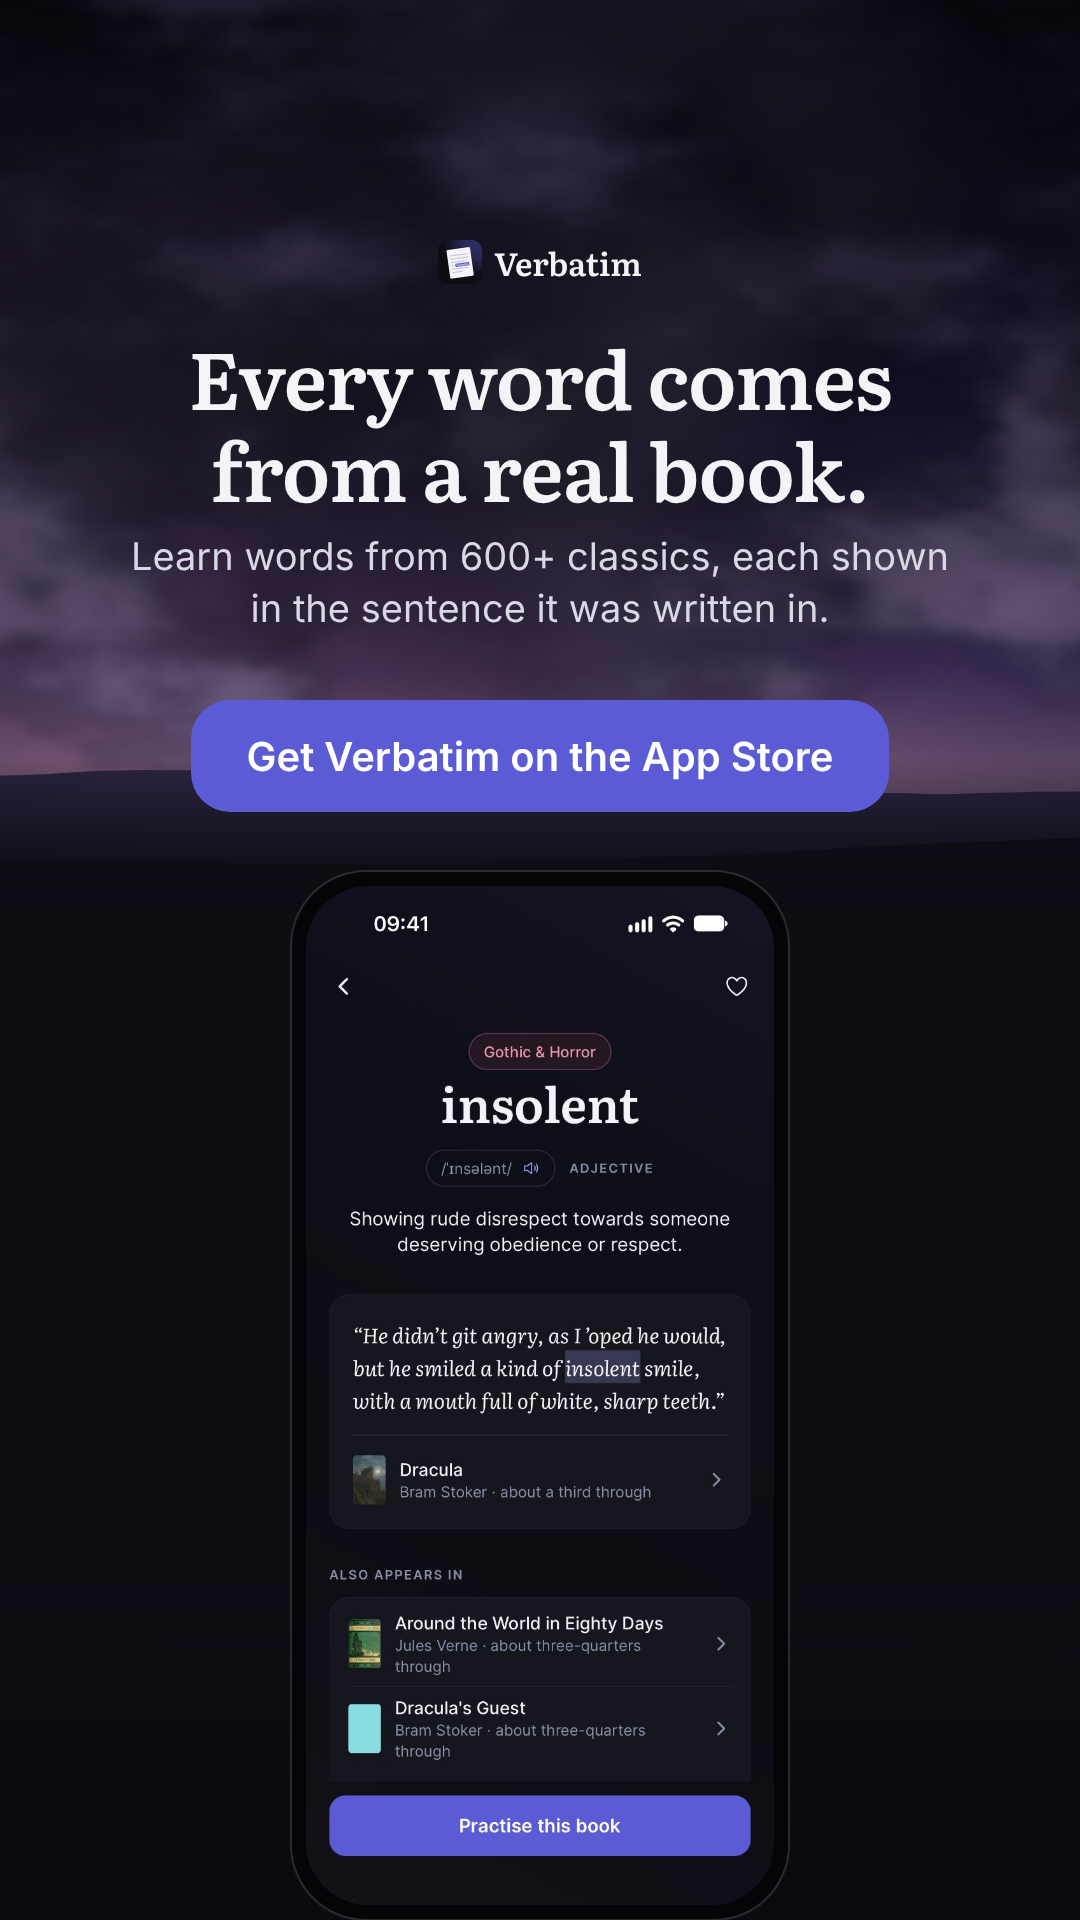 Verbatim
Every word comes
from a real book.
Learn words from 600+ classics, each shown
in the sentence it was written in.
Get Verbatim on the App Store
09:41
Gothic & Horror
insolent
/ˈɪnsələnt/ ADJECTIVE
Showing rude disrespect towards someone
deserving obedience or respect.
“He didn’t git angry, as I ’oped he would,
but he smiled a kind of insolent smile,
with a mouth full of white, sharp teeth.”
Dracula
Bram Stoker · about a third through
ALSO APPEARS IN
Around the World in Eighty Days
Jules Verne · about three-quarters
through
Dracula's Guest
Bram Stoker · about three-quarters
through
Practise this book